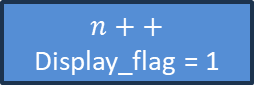 n + +
Display_flag = 1